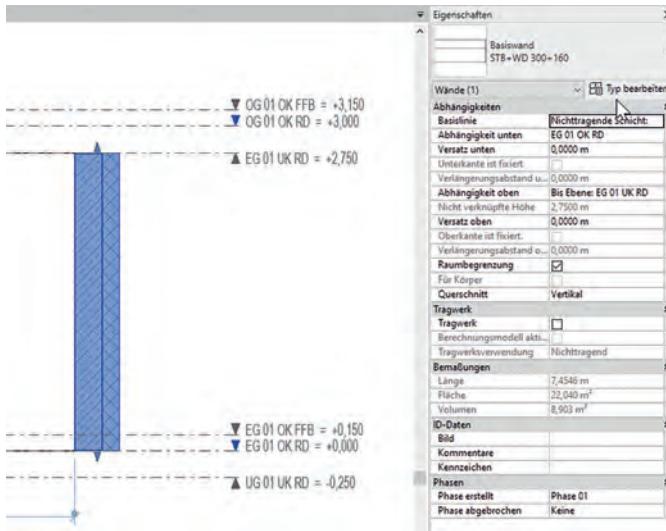 OG 01 OK FFB = +3,150
OG 01 OK RD = +3,000
EG 01 UK RD = +2,750
EG 01 OK FFB = +0,150
EG 01 OK RD = +0,000
UG 01 UK RD = -0,250
Eigenschaften
Basiswand
STB+WD 300+160
Wände (1)
Typ bearbeiten
Abhängigkeiten
Basislinie Nichttragende Schicht:
Abhängigkeit unten EG 01 OK RD
Versatz unten 0,0000 m
Unterkante ist fixiert
Verlängerungsabstand u... 0,0000 m
Abhängigkeit oben Bis Ebene: EG 01 UK RD
Nicht verknüpfte Höhe 2,7500 m
Versatz oben 0,0000 m
Oberkante ist fixiert.
Verlängerungsabstand o... 0,0000 m
Raumbegrenzung
Für Körper
Querschnitt Vertikal
Tragwerk
Tragwerk
Berechnungsmodell akti...
Tragwerksverwendung Nichttragend
Bemaßungen
Länge 7,4546 m
Fläche 22,040 m²
Volumen 8,903 m³
ID-Daten
Bild
Kommentare
Kennzeichen
Phasen
Phase erstellt Phase 01
Phase abgebrochen Keine